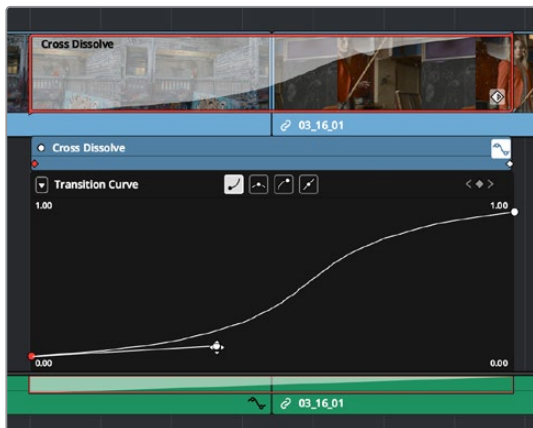 Cross Dissolve
03_16_01
Cross Dissolve
Transition Curve
1.00 1.00
0.00 0.00
03_16_01